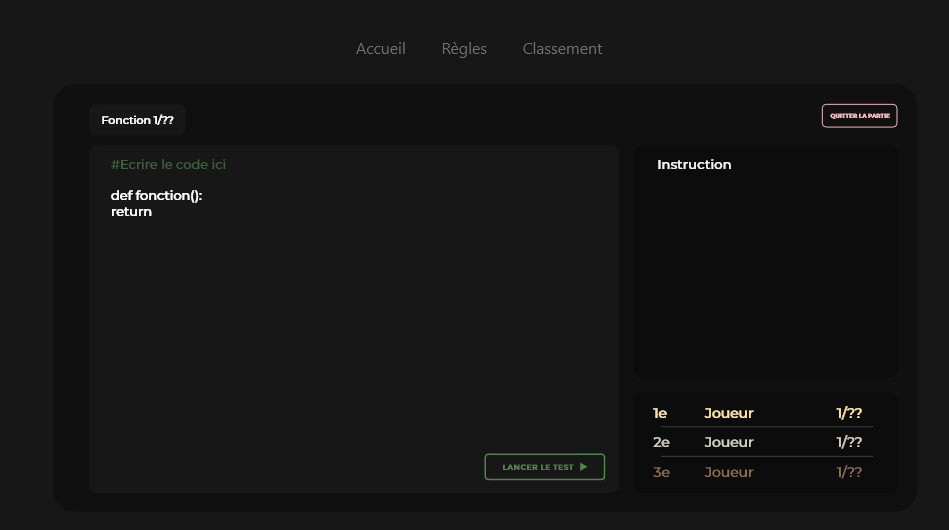 Accueil Règles Classement
Fonction 1/??
QUITTER LA PARTIE
#Ecrire le code ici
def fonction():
return
LANCER LE TEST
Instruction
1e Joueur 1/??
2e Joueur 1/??
3e Joueur 1/??